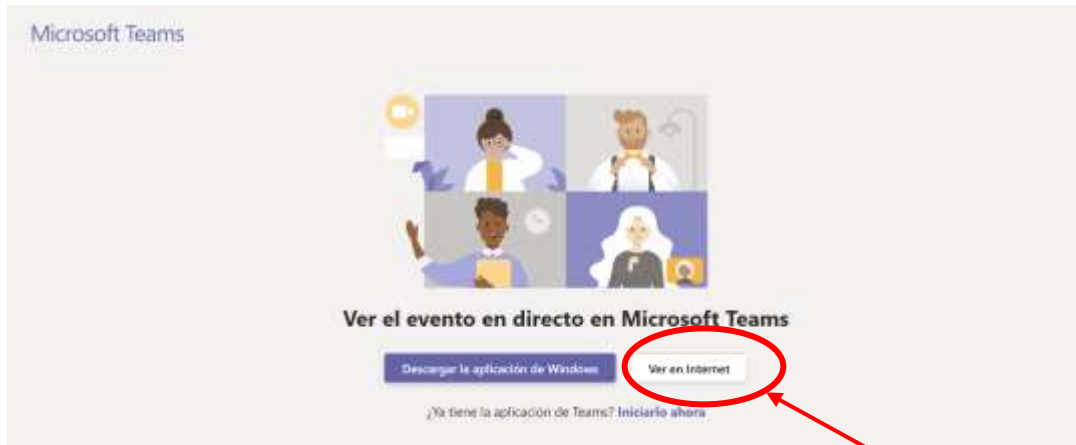 Microsoft Teams
Ver el evento en directo en Microsoft Teams
Descargar la aplicación de Windows
Ver en Internet
¿Ya tiene la aplicación de Teams? Iniciarlo ahora